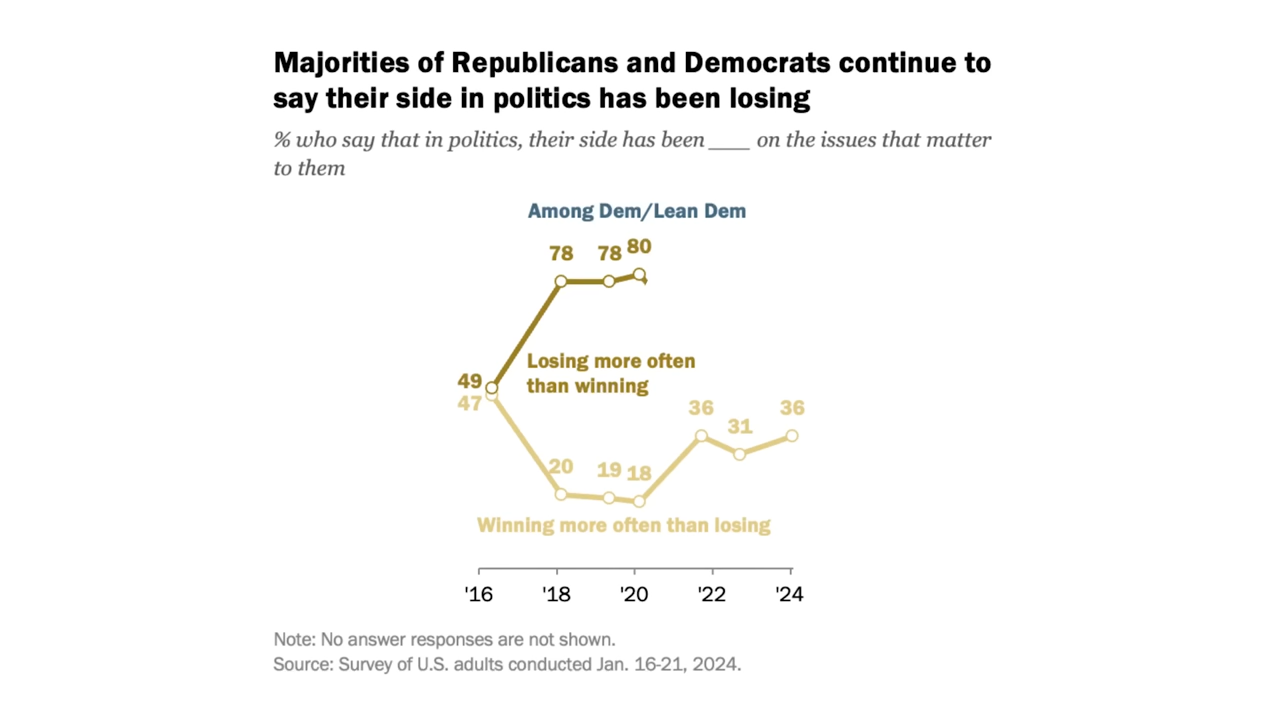 Majorities of Republicans and Democrats continue to
say their side in politics has been losing
% who say that in politics, their side has been ___ on the issues that matter
to them
Among Dem/Lean Dem
78 78 80
49
Losing more often
than winning
47
36 31 36
20 19 18
Winning more often than losing
'16 '18 '20 '22 '24
Note: No answer responses are not shown.
Source: Survey of U.S. adults conducted Jan. 16-21, 2024.